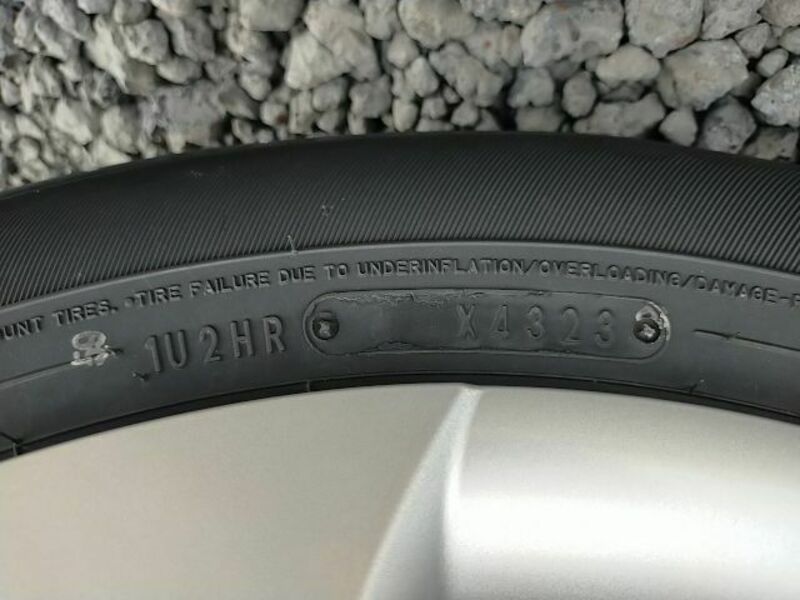 UNT TIRES. •TIRE FAILURE DUE TO UNDERINFLATION/OVERLOADING/DAMAGE-
1U2HR X4323